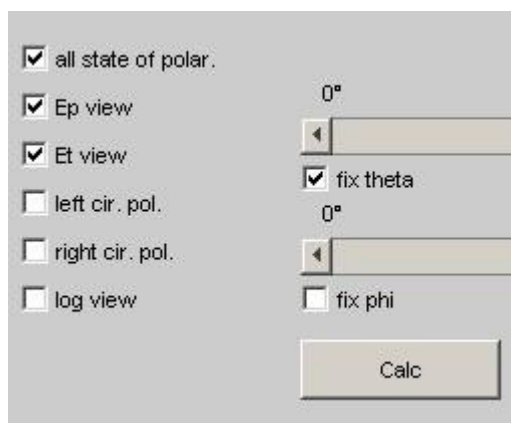 all state of polar.
Ep view
Et view
left cir. pol.
right cir. pol.
log view
0°
fix theta
0°
fix phi
Calc